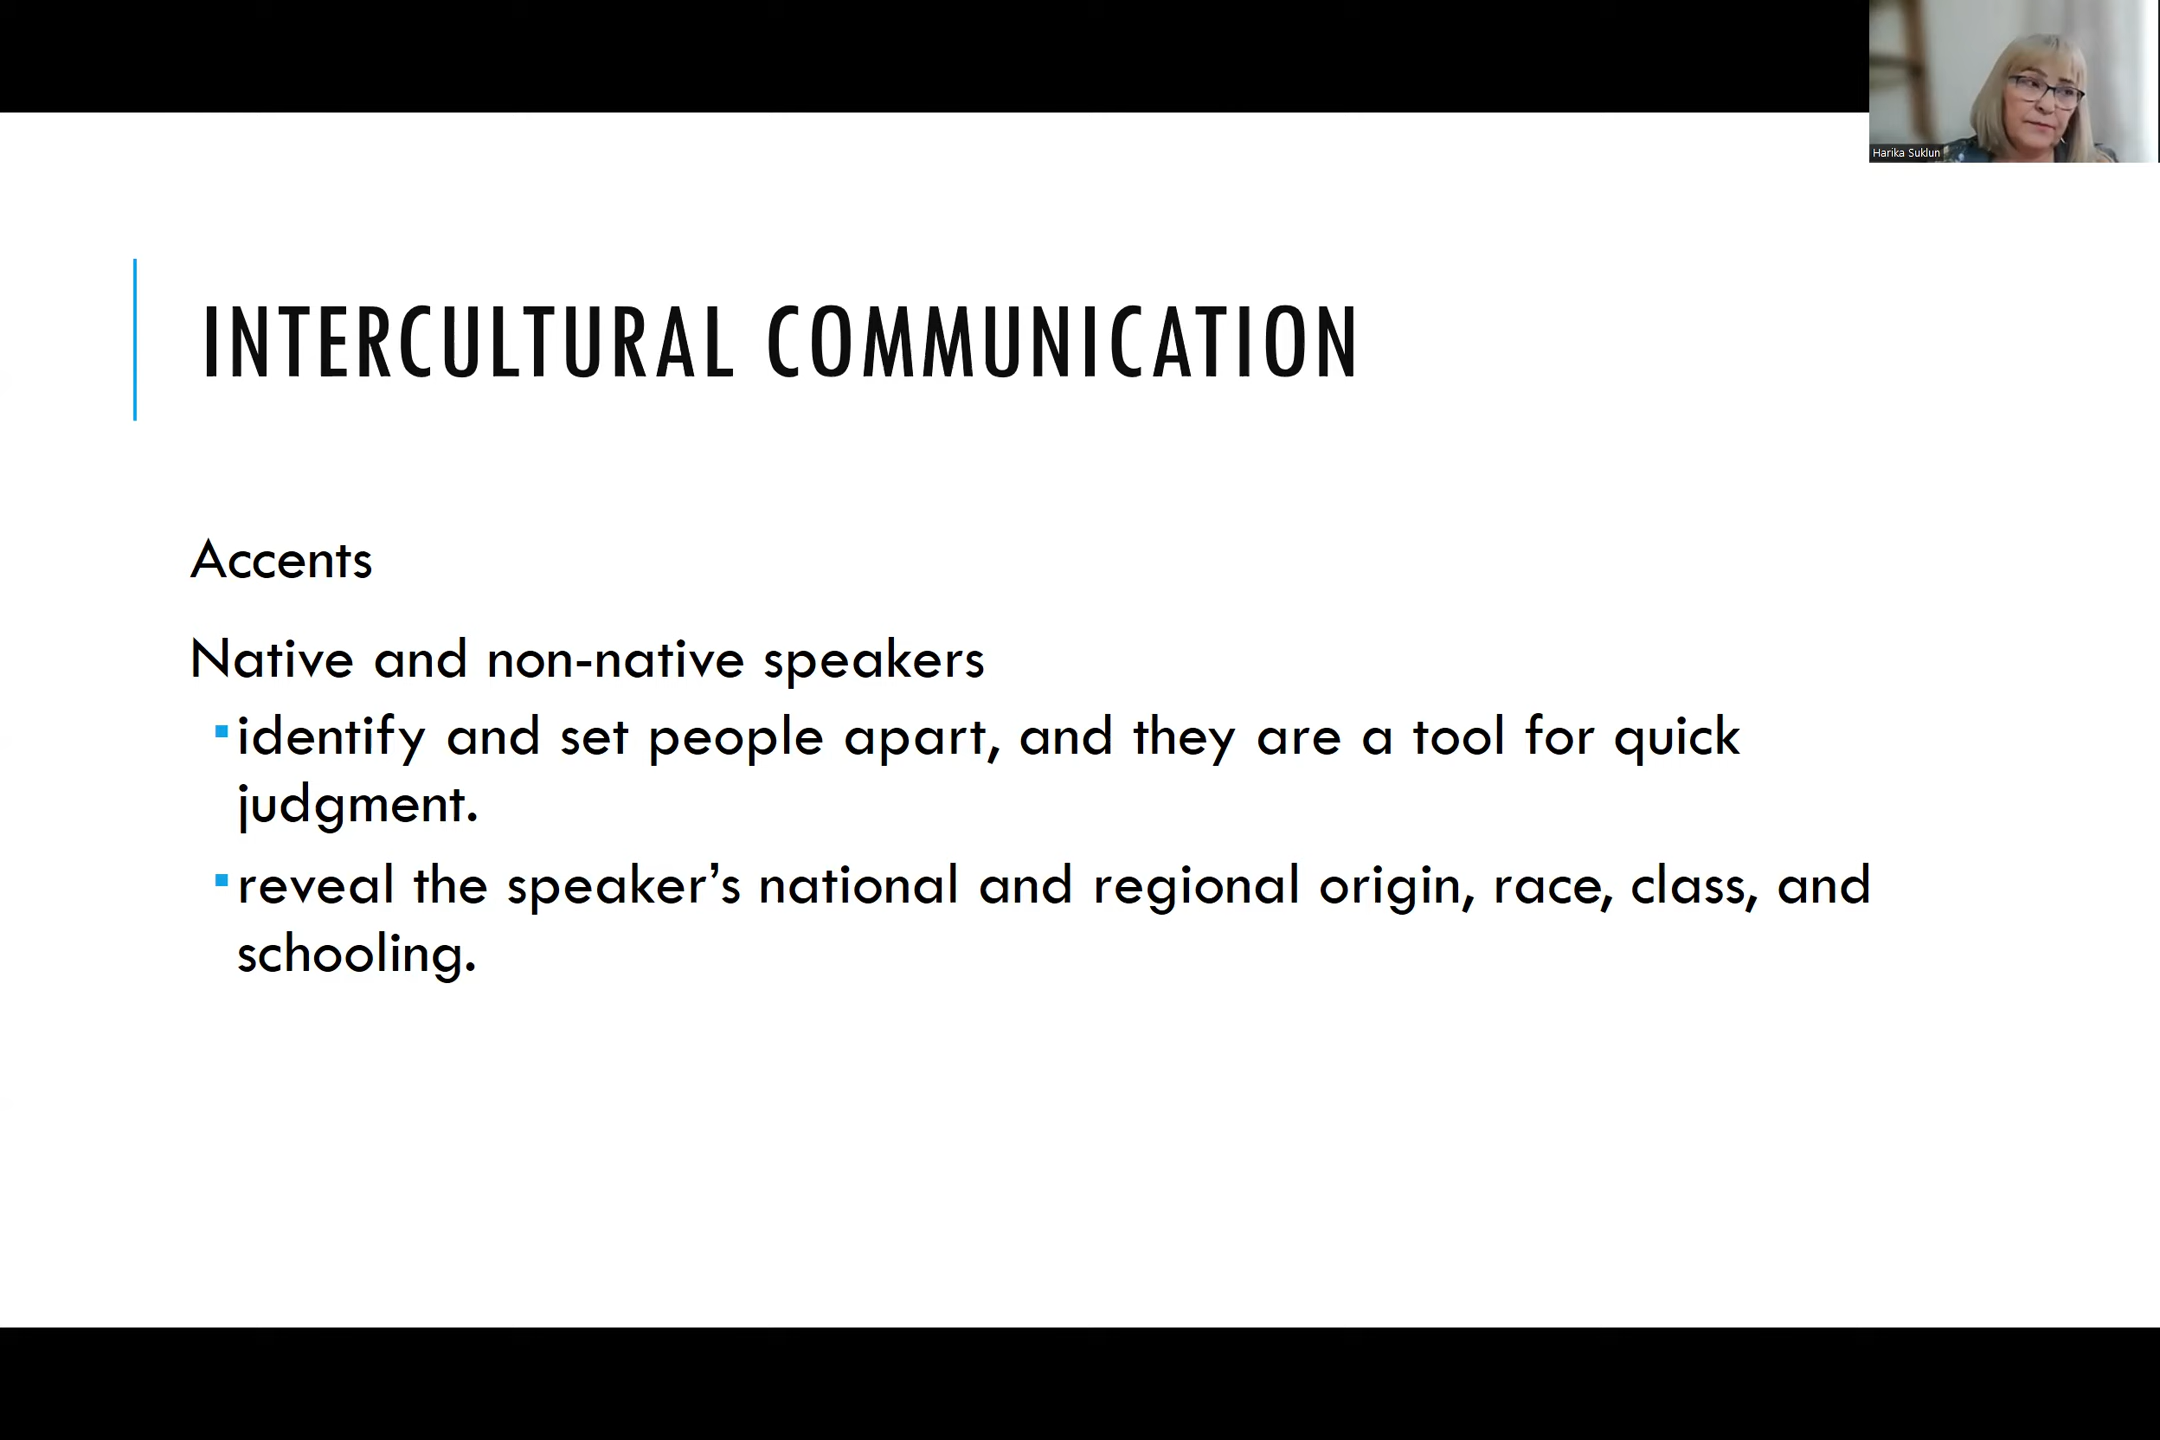 Harika Suklun
INTERCULTURAL COMMUNICATION
Accents
Native and non-native speakers
▪identify and set people apart, and they are a tool for quick
judgment.
▪reveal the speaker’s national and regional origin, race, class, and
schooling.